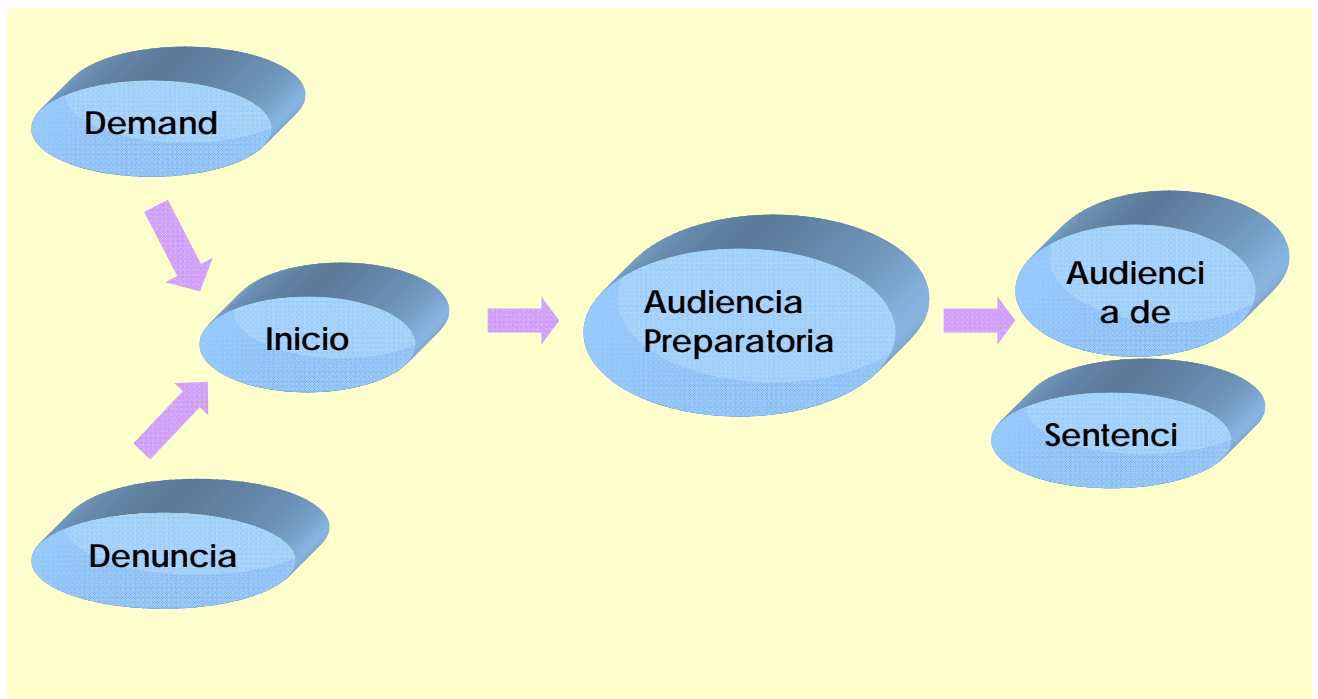 Demand
Denuncia
Inicio
Audiencia
Preparatoria
Audienci
a de
Sentenci